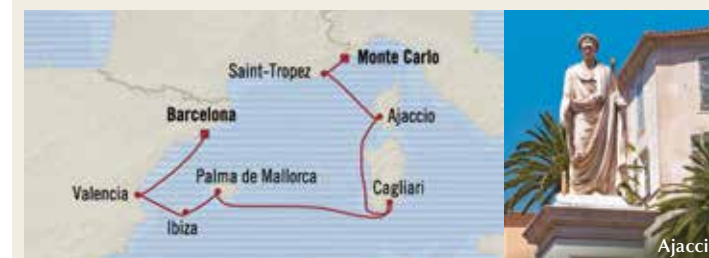 Monte Carlo
Saint-Tropez
Barcelona
Ajaccio
Palma de Mallorca
Cagliari
Valencia
Ibiza
Ajacci